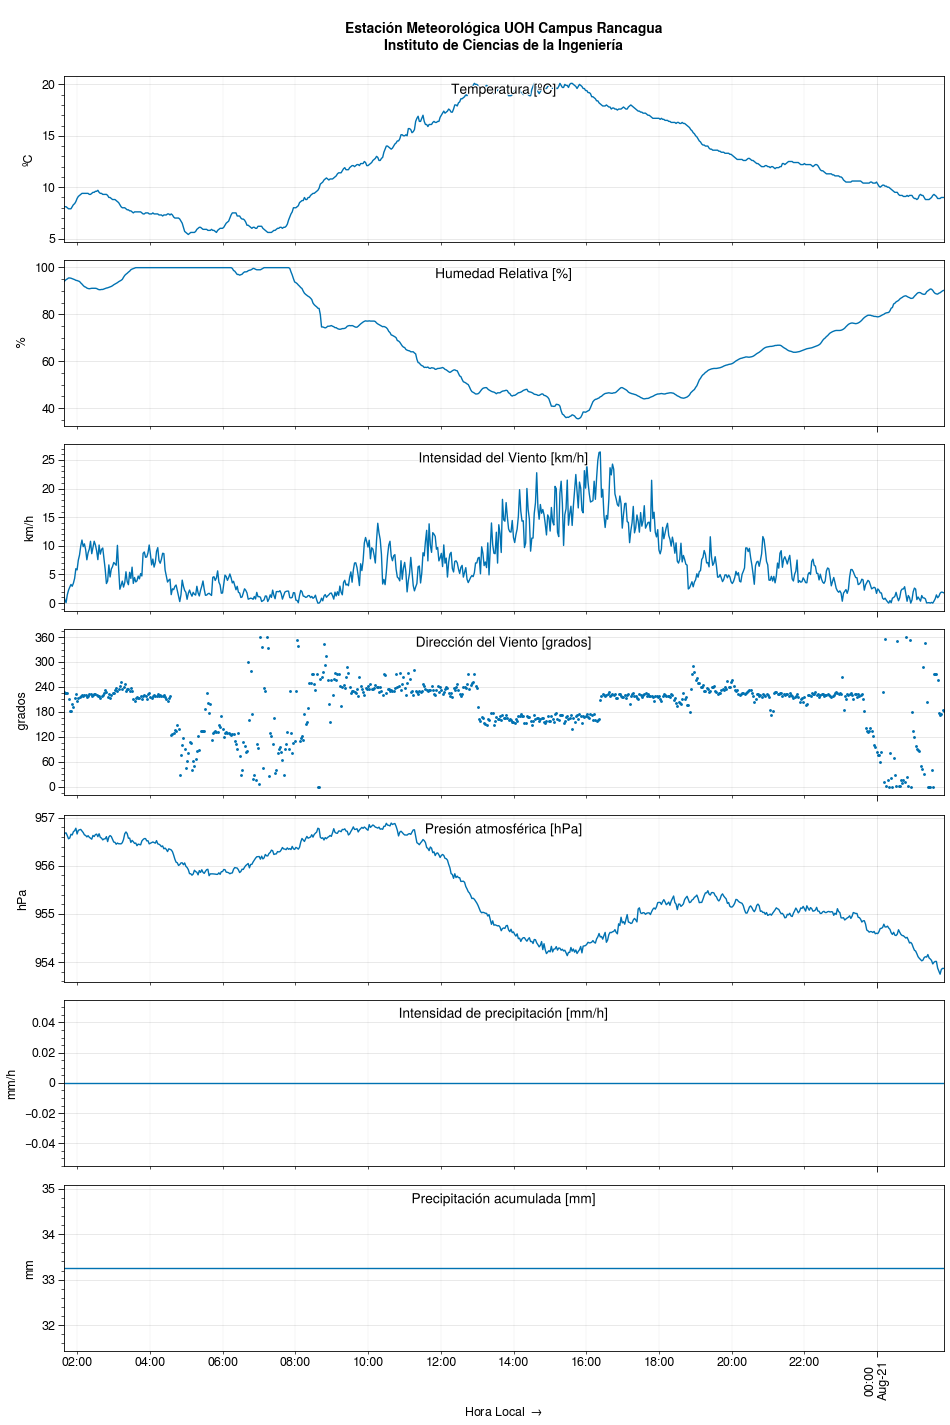 Estación Meteorológica UOH Campus Rancagua
Instituto de Ciencias de la Ingeniería
Temperatura [ºC]
ºC
20
15
10
5
Humedad Relativa [%]
%
100
80
60
40
Intensidad del Viento [km/h]
km/h
25
20
15
10
5
0
Dirección del Viento [grados]
grados
360
300
240
180
120
60
0
Presión atmosférica [hPa]
hPa
957
956
955
954
Intensidad de precipitación [mm/h]
mm/h
0.04
0.02
0
−0.02
−0.04
Precipitación acumulada [mm]
mm
35
34
33
32
02:00 04:00 06:00 08:00 10:00 12:00 14:00 16:00 18:00 20:00 22:00
00:00
Aug-21
Hora Local →